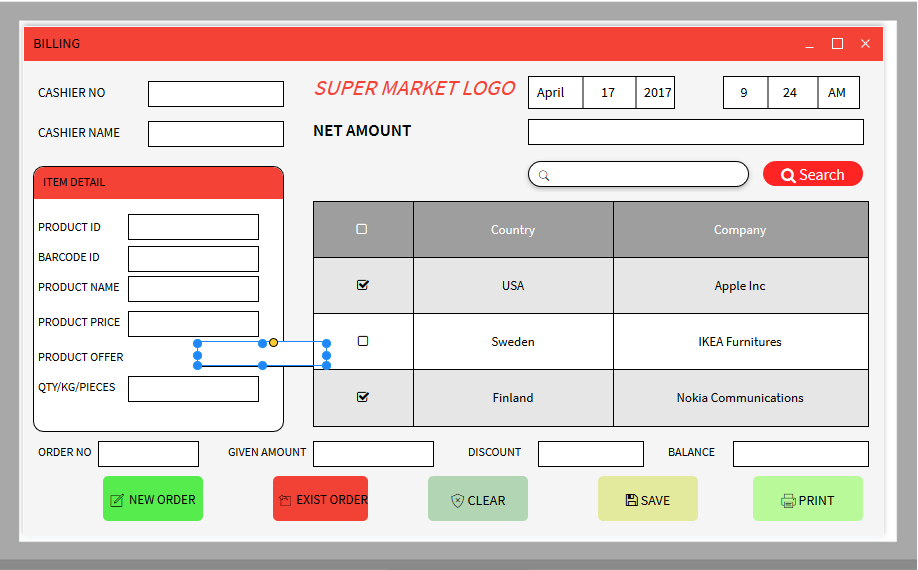 BILLING
CASHIER NO
SUPER MARKET LOGO
April 17 2017
9 24 AM
CASHIER NAME
NET AMOUNT
Search
ITEM DETAIL
PRODUCT ID
BARCODE ID
PRODUCT NAME
PRODUCT PRICE
PRODUCT OFFER
QTY/KG/PIECES
Country Company
USA Apple Inc
Sweden IKEA Furnitures
Finland Nokia Communications
ORDER NO GIVEN AMOUNT DISCOUNT BALANCE
NEW ORDER EXIST ORDER CLEAR SAVE PRINT